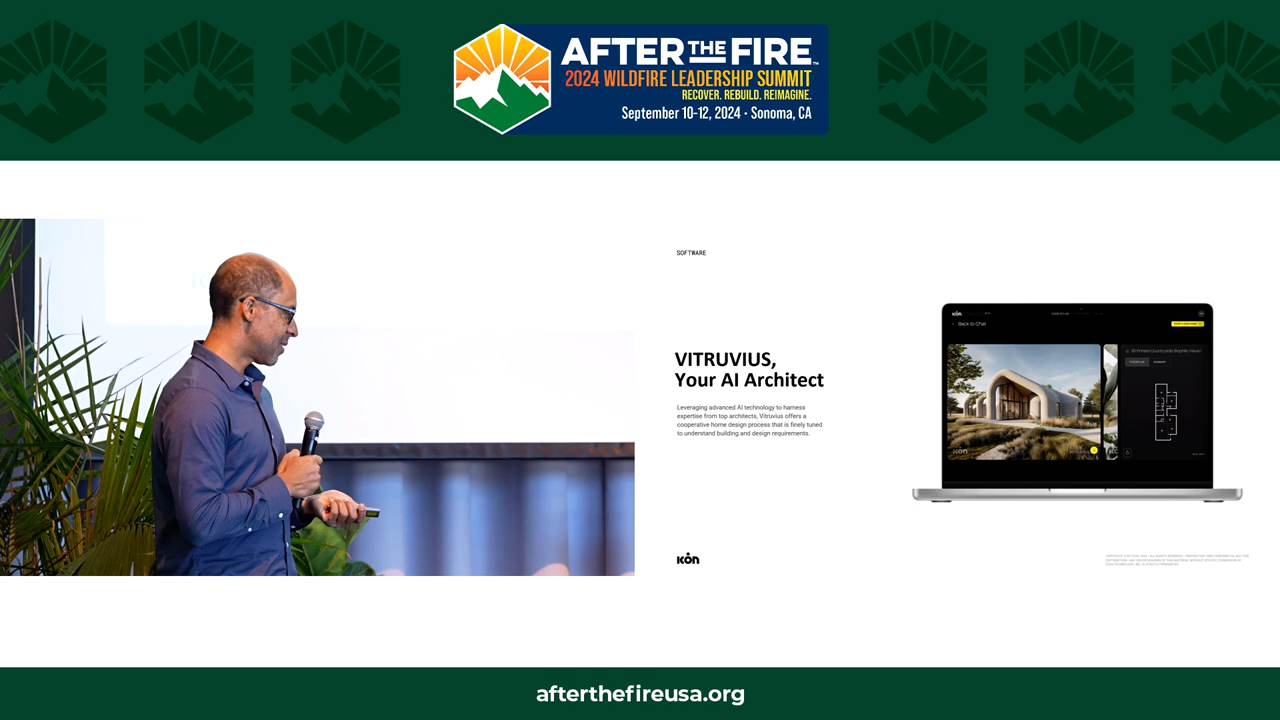 AFTER THE FIRE™
2024 WILDFIRE LEADERSHIP SUMMIT
RECOVER. REBUILD. REIMAGINE.
September 10-12, 2024 · Sonoma, CA
SOFTWARE
VITRUVIUS,
Your AI Architect
Leveraging advanced AI technology to harness
expertise from top architects, Vitruvius offers a
cooperative home design process that is finely tuned
to understand building and design requirements.
Back to Chat
ICON
afterthefireusa.org